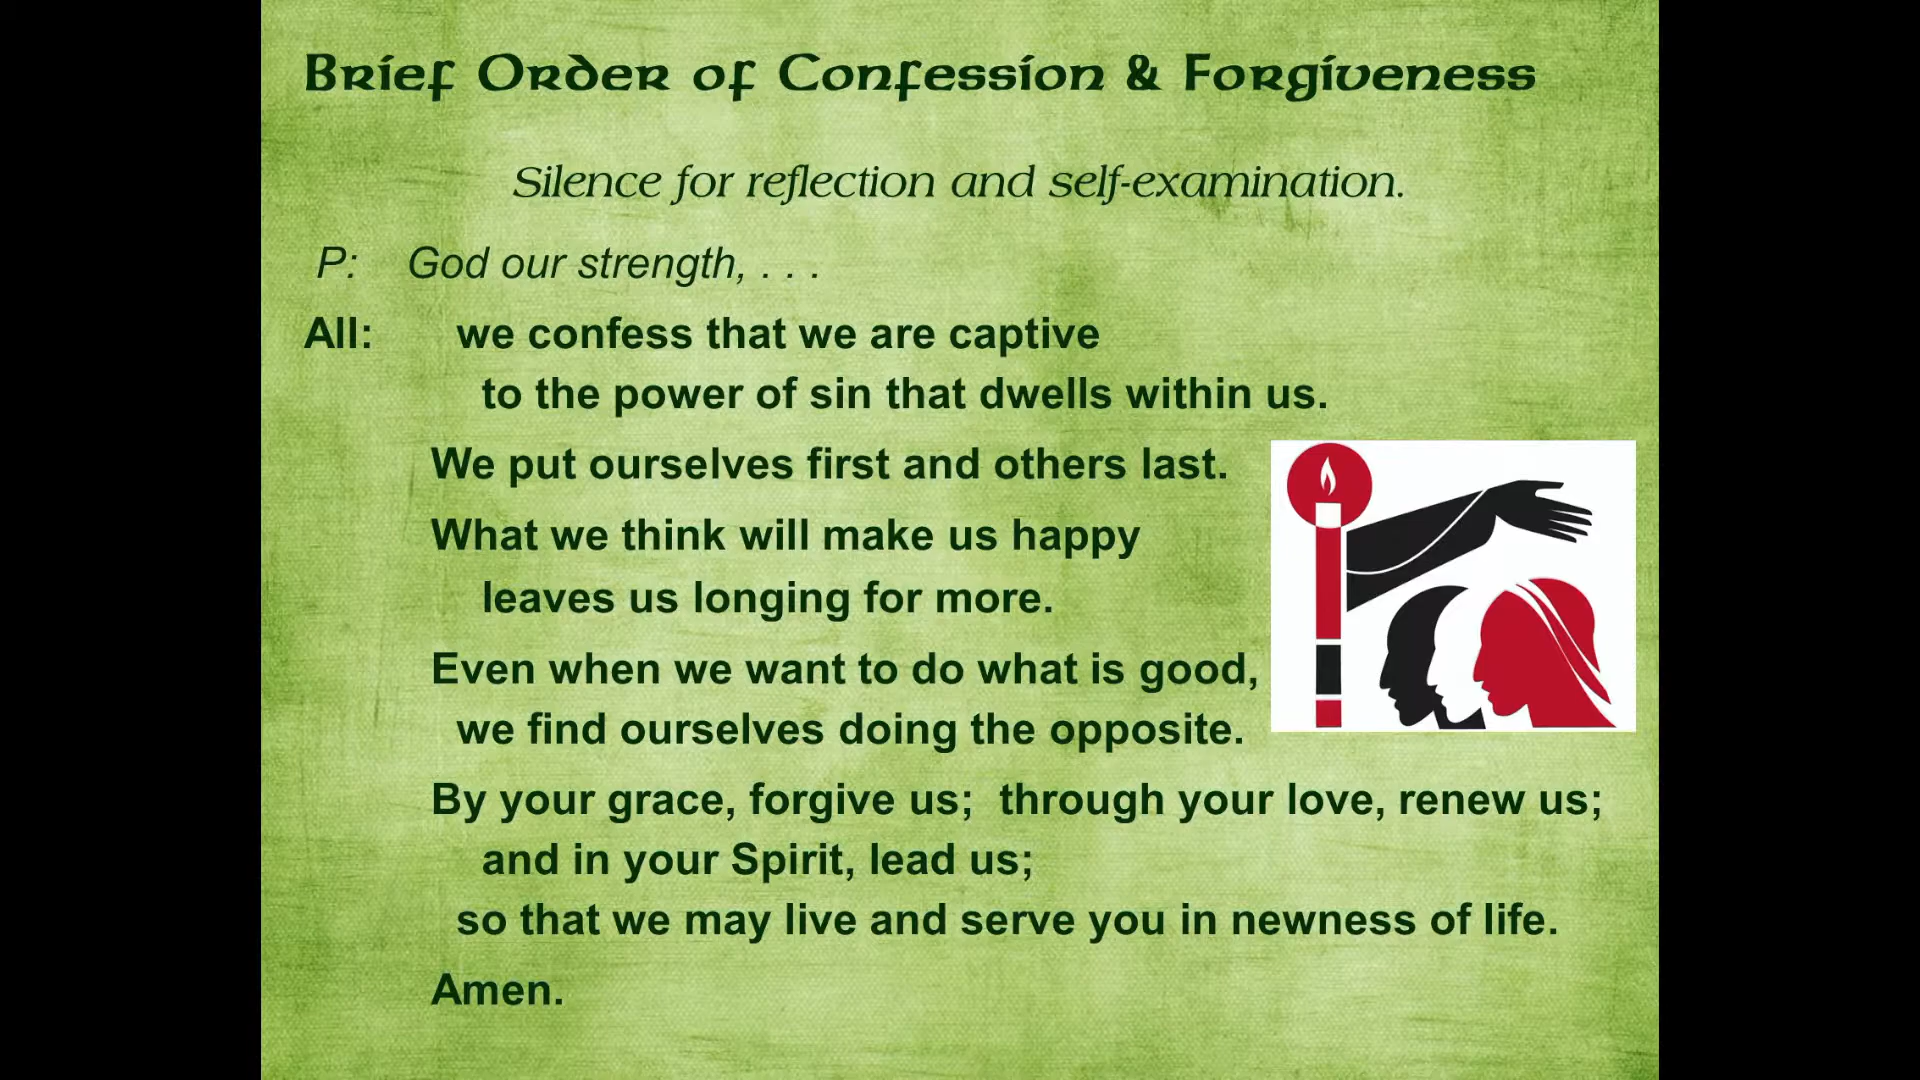 Brief Order of Confession & Forgiveness
Silence for reflection and self-examination.
P: God our strength, . . .
All: we confess that we are captive
to the power of sin that dwells within us.
We put ourselves first and others last.
What we think will make us happy
leaves us longing for more.
Even when we want to do what is good,
we find ourselves doing the opposite.
By your grace, forgive us; through your love, renew us;
and in your Spirit, lead us;
so that we may live and serve you in newness of life.
Amen.